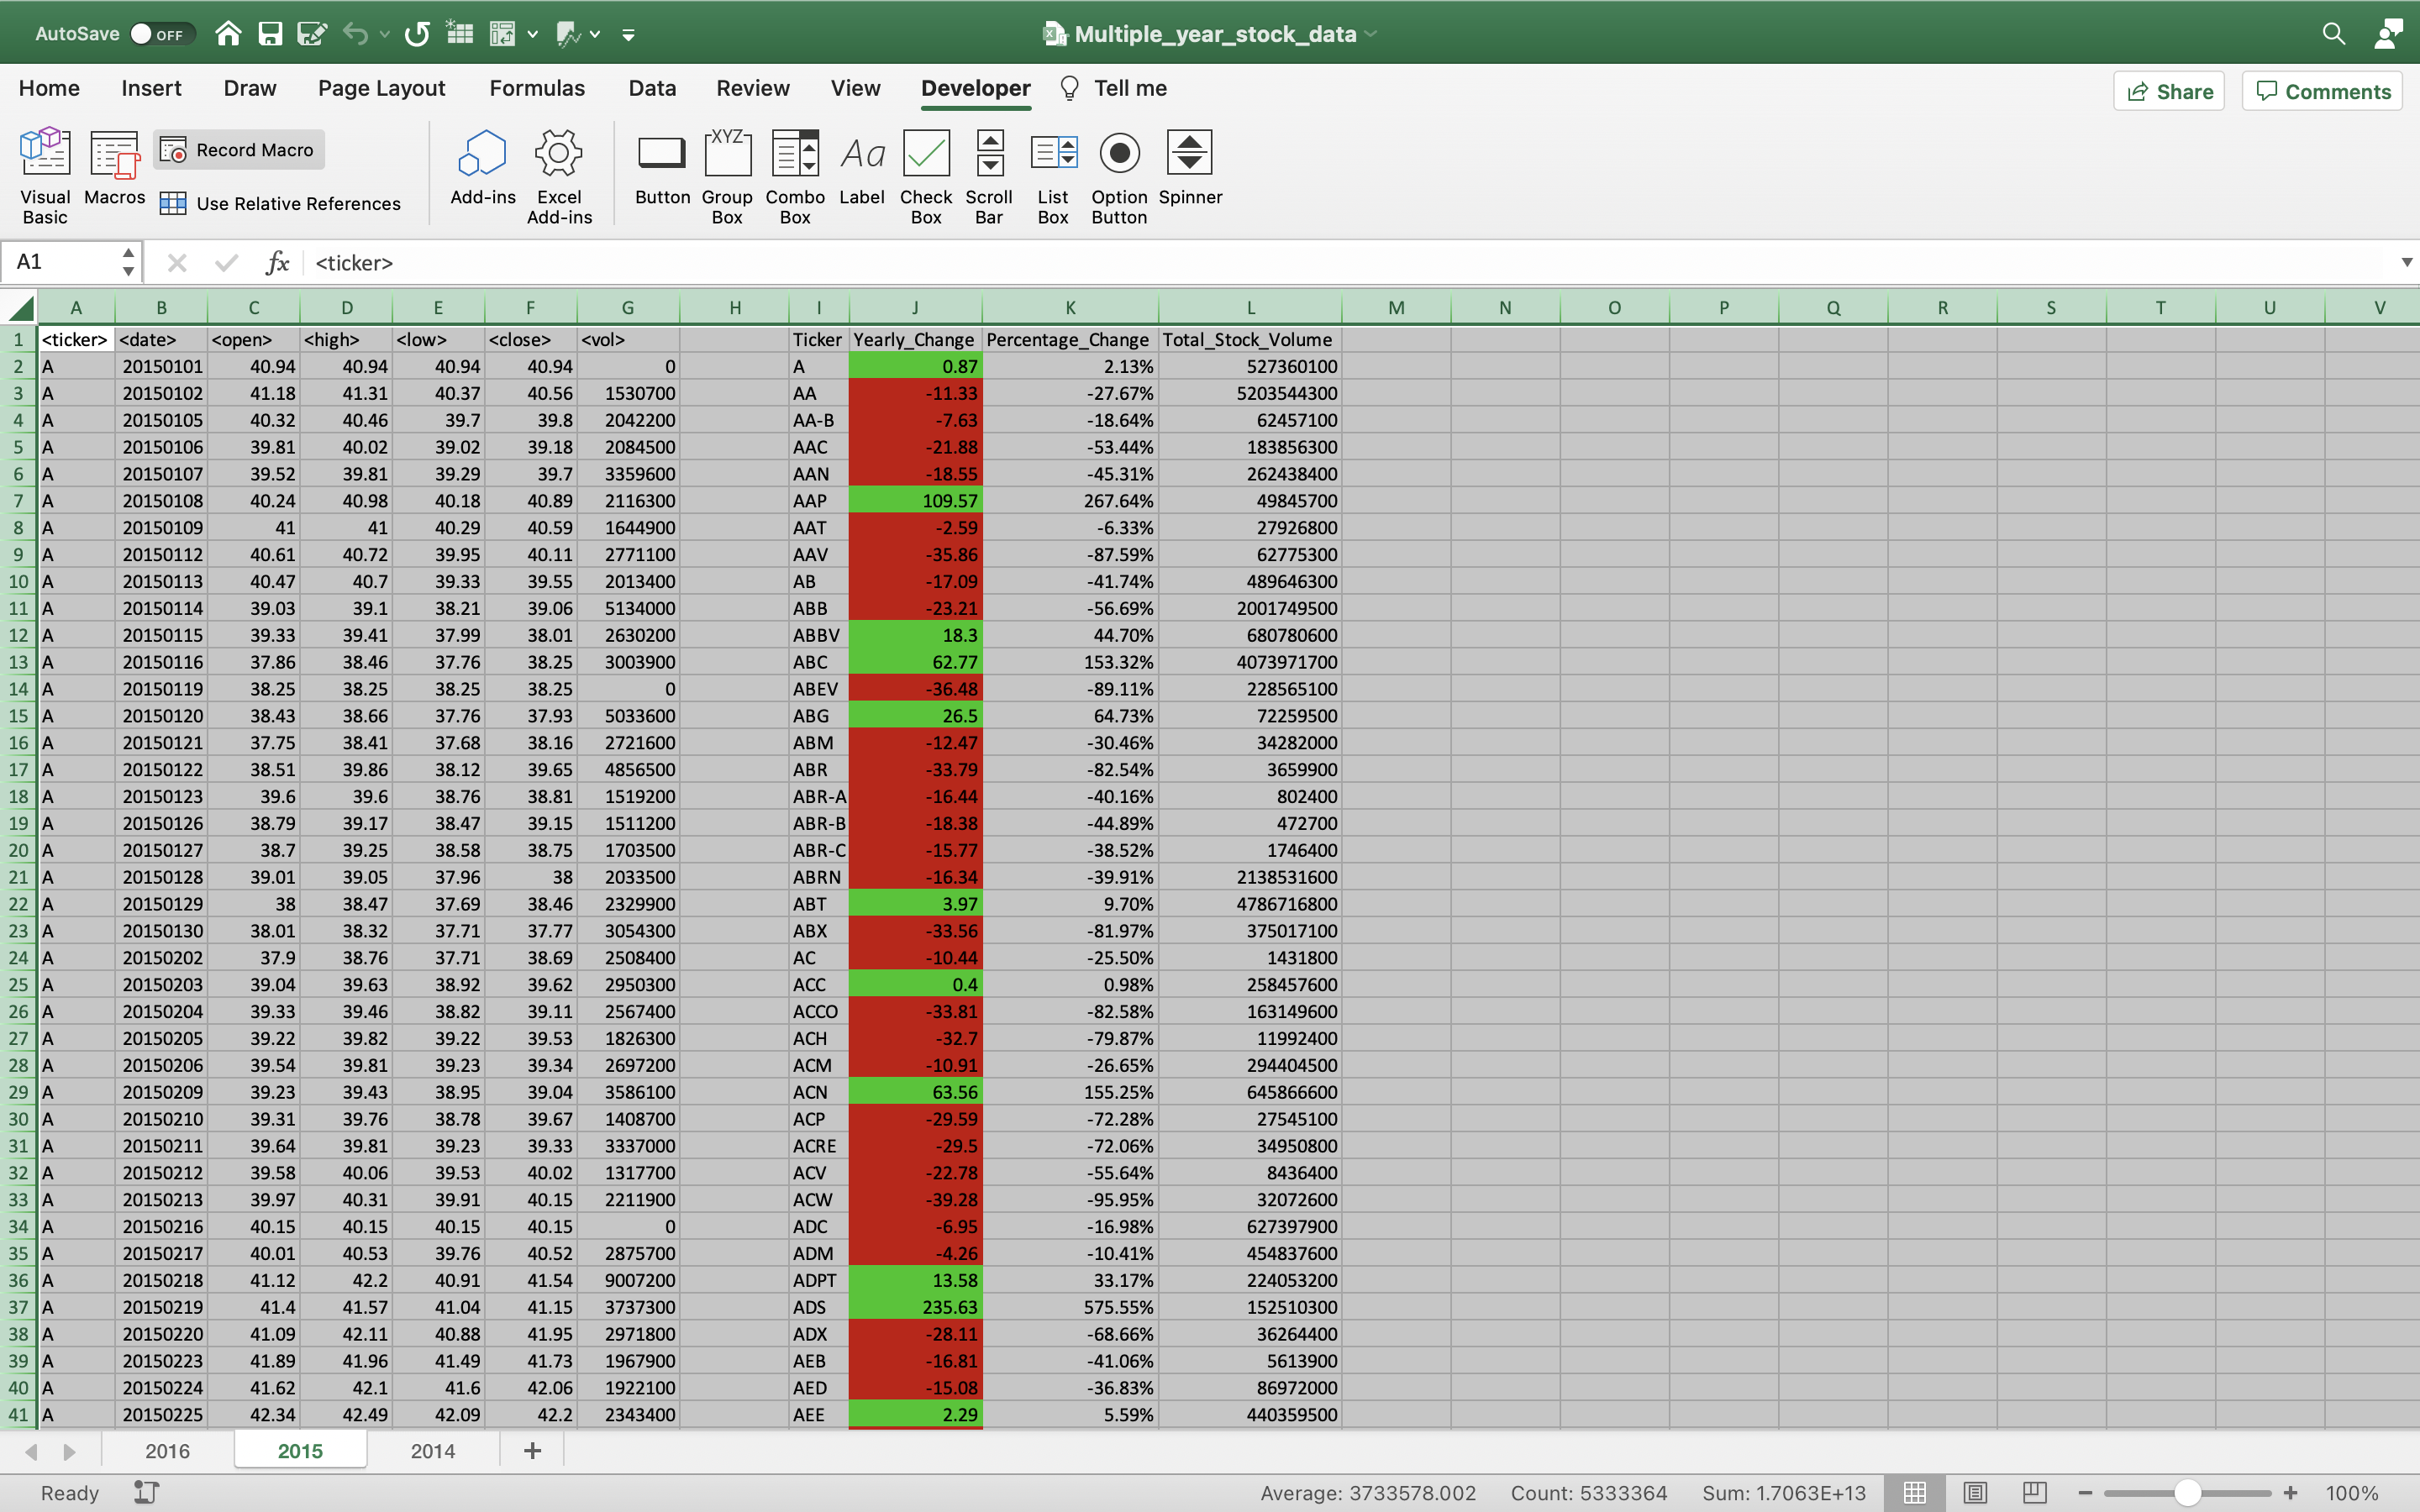 AutoSave OFF Multiple_year_stock_data
Home Insert Draw Page Layout Formulas Data Review View Developer Tell me Share Comments
Visual Basic Macros Record Macro Use Relative References Add-ins Excel Add-ins Button XYZ Group Box Combo Box Aa Label Check Box Scroll Bar List Box Option Button Spinner
A1 fx <ticker>
A B C D E F G H I J K L M N O P Q R S T U V
1 <ticker> <date> <open> <high> <low> <close> <vol> Ticker Yearly_Change Percentage_Change Total_Stock_Volume
2 A 20150101 40.94 40.94 40.94 40.94 0 A 0.87 2.13% 527360100
3 A 20150102 41.18 41.31 40.37 40.56 1530700 AA -11.33 -27.67% 5203544300
4 A 20150105 40.32 40.46 39.7 39.8 2042200 AA-B -7.63 -18.64% 62457100
5 A 20150106 39.81 40.02 39.02 39.18 2084500 AAC -21.88 -53.44% 183856300
6 A 20150107 39.52 39.81 39.29 39.7 3359600 AAN -18.55 -45.31% 262438400
7 A 20150108 40.24 40.98 40.18 40.89 2116300 AAP 109.57 267.64% 49845700
8 A 20150109 41 41 40.29 40.59 1644900 AAT -2.59 -6.33% 27926800
9 A 20150112 40.61 40.72 39.95 40.11 2771100 AAV -35.86 -87.59% 62775300
10 A 20150113 40.47 40.7 39.33 39.55 2013400 AB -17.09 -41.74% 489646300
11 A 20150114 39.03 39.1 38.21 39.06 5134000 ABB -23.21 -56.69% 2001749500
12 A 20150115 39.33 39.41 37.99 38.01 2630200 ABBV 18.3 44.70% 680780600
13 A 20150116 37.86 38.46 37.76 38.25 3003900 ABC 62.77 153.32% 4073971700
14 A 20150119 38.25 38.25 38.25 38.25 0 ABEV -36.48 -89.11% 228565100
15 A 20150120 38.43 38.66 37.76 37.93 5033600 ABG 26.5 64.73% 72259500
16 A 20150121 37.75 38.41 37.68 38.16 2721600 ABM -12.47 -30.46% 34282000
17 A 20150122 38.51 39.86 38.12 39.65 4856500 ABR -33.79 -82.54% 3659900
18 A 20150123 39.6 39.6 38.76 38.81 1519200 ABR-A -16.44 -40.16% 802400
19 A 20150126 38.79 39.17 38.47 39.15 1511200 ABR-B -18.38 -44.89% 472700
20 A 20150127 38.7 39.25 38.58 38.75 1703500 ABR-C -15.77 -38.52% 1746400
21 A 20150128 39.01 39.05 37.96 38 2033500 ABRN -16.34 -39.91% 2138531600
22 A 20150129 38 38.47 37.69 38.46 2329900 ABT 3.97 9.70% 4786716800
23 A 20150130 38.01 38.32 37.71 37.77 3054300 ABX -33.56 -81.97% 375017100
24 A 20150202 37.9 38.76 37.71 38.69 2508400 AC -10.44 -25.50% 1431800
25 A 20150203 39.04 39.63 38.92 39.62 2950300 ACC 0.4 0.98% 258457600
26 A 20150204 39.33 39.46 38.82 39.11 2567400 ACCO -33.81 -82.58% 163149600
27 A 20150205 39.22 39.82 39.22 39.53 1826300 ACH -32.7 -79.87% 11992400
28 A 20150206 39.54 39.81 39.23 39.34 2697200 ACM -10.91 -26.65% 294404500
29 A 20150209 39.23 39.43 38.95 39.04 3586100 ACN 63.56 155.25% 645866600
30 A 20150210 39.31 39.76 38.78 39.67 1408700 ACP -29.59 -72.28% 27545100
31 A 20150211 39.64 39.81 39.23 39.33 3337000 ACRE -29.5 -72.06% 34950800
32 A 20150212 39.58 40.06 39.53 40.02 1317700 ACV -22.78 -55.64% 8436400
33 A 20150213 39.97 40.31 39.91 40.15 2211900 ACW -39.28 -95.95% 32072600
34 A 20150216 40.15 40.15 40.15 40.15 0 ADC -6.95 -16.98% 627397900
35 A 20150217 40.01 40.53 39.76 40.52 2875700 ADM -4.26 -10.41% 454837600
36 A 20150218 41.12 42.2 40.91 41.54 9007200 ADPT 13.58 33.17% 224053200
37 A 20150219 41.4 41.57 41.04 41.15 3737300 ADS 235.63 575.55% 152510300
38 A 20150220 41.09 42.11 40.88 41.95 2971800 ADX -28.11 -68.66% 36264400
39 A 20150223 41.89 41.96 41.49 41.73 1967900 AEB -16.81 -41.06% 5613900
40 A 20150224 41.62 42.1 41.6 42.06 1922100 AED -15.08 -36.83% 86972000
41 A 20150225 42.34 42.49 42.09 42.2 2343400 AEE 2.29 5.59% 440359500
2016 2015 2014 +
Ready Average: 3733578.002 Count: 5333364 Sum: 1.7063E+13 100%